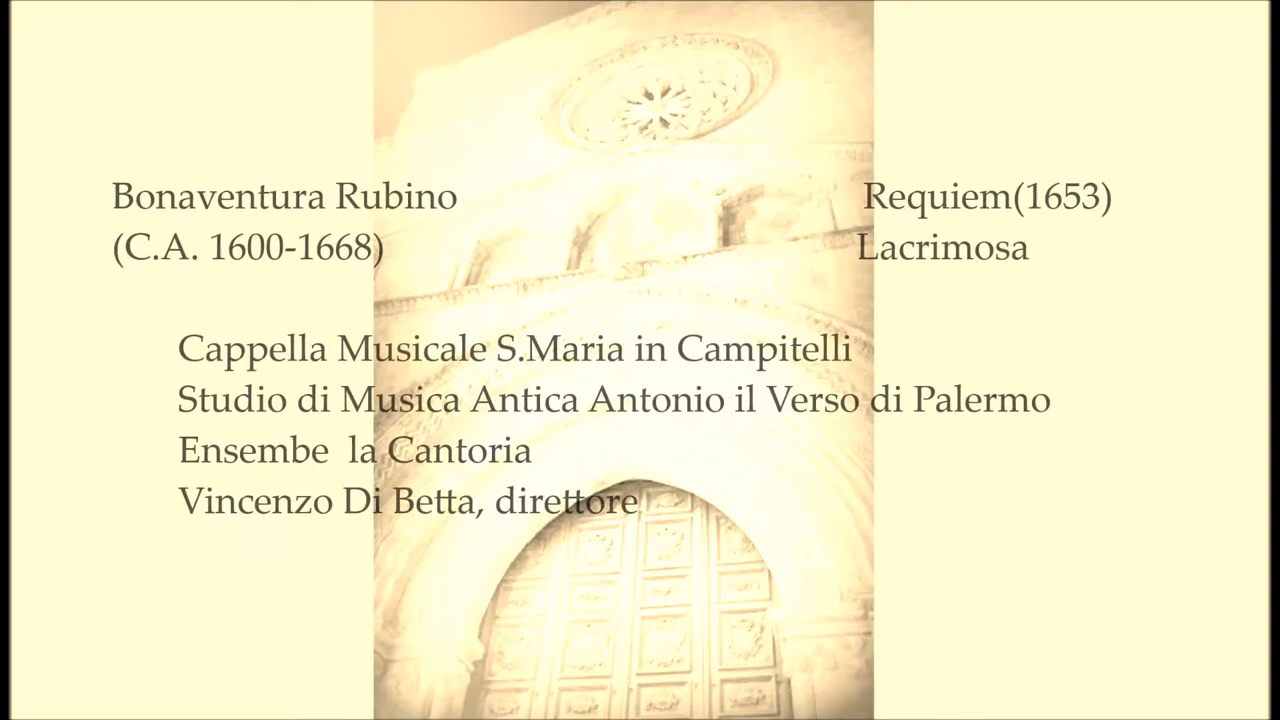 Bonaventura Rubino Requiem(1653)
(C.A. 1600-1668) Lacrimosa
Cappella Musicale S.Maria in Campitelli
Studio di Musica Antica Antonio il Verso di Palermo
Ensembe la Cantoria
Vincenzo Di Betta, direttore